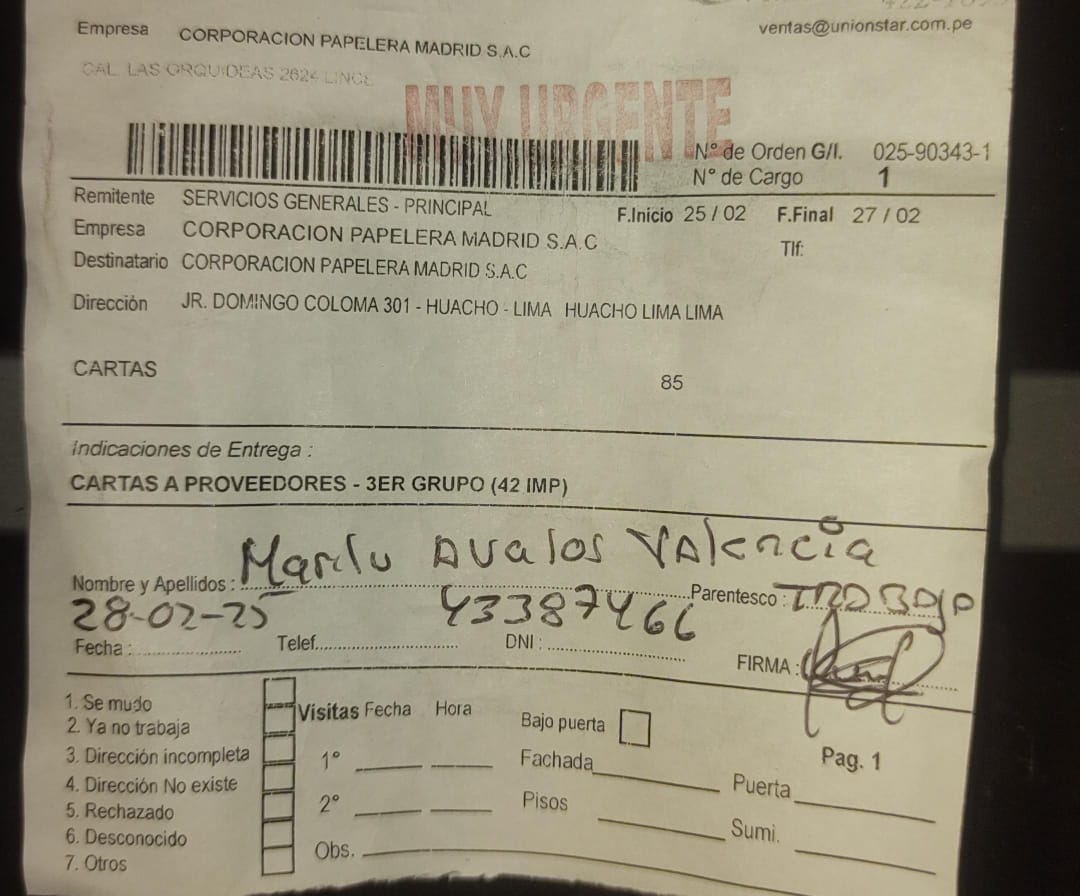 ventas@unionstar.com.pe
Empresa CORPORACION PAPELERA MADRID S.A.C
CAL. LAS ORQUIDEAS 2624 LINCE
MUY URGENTE
N° de Orden G/I. 025-90343-1
N° de Cargo 1
Remitente SERVICIOS GENERALES - PRINCIPAL F.Inicio 25 / 02 F.Final 27 / 02
Empresa CORPORACION PAPELERA MADRID S.A.C Tlf:
Destinatario CORPORACION PAPELERA MADRID S.A.C
Dirección JR. DOMINGO COLOMA 301 - HUACHO - LIMA HUACHO LIMA LIMA
CARTAS 85
Indicaciones de Entrega :
CARTAS A PROVEEDORES - 3ER GRUPO (42 IMP)
Nombre y Apellidos : Marilu Avalos Valencia Parentesco : TRABAJO
28-02-25 43387466
Fecha : Telef. DNI : FIRMA :
1. Se mudo
2. Ya no trabaja
3. Dirección incompleta
4. Dirección No existe
5. Rechazado
6. Desconocido
7. Otros
Visitas Fecha Hora
1°
2°
Obs.
Bajo puerta
Fachada
Pisos
Puerta
Sumi.
Pag. 1